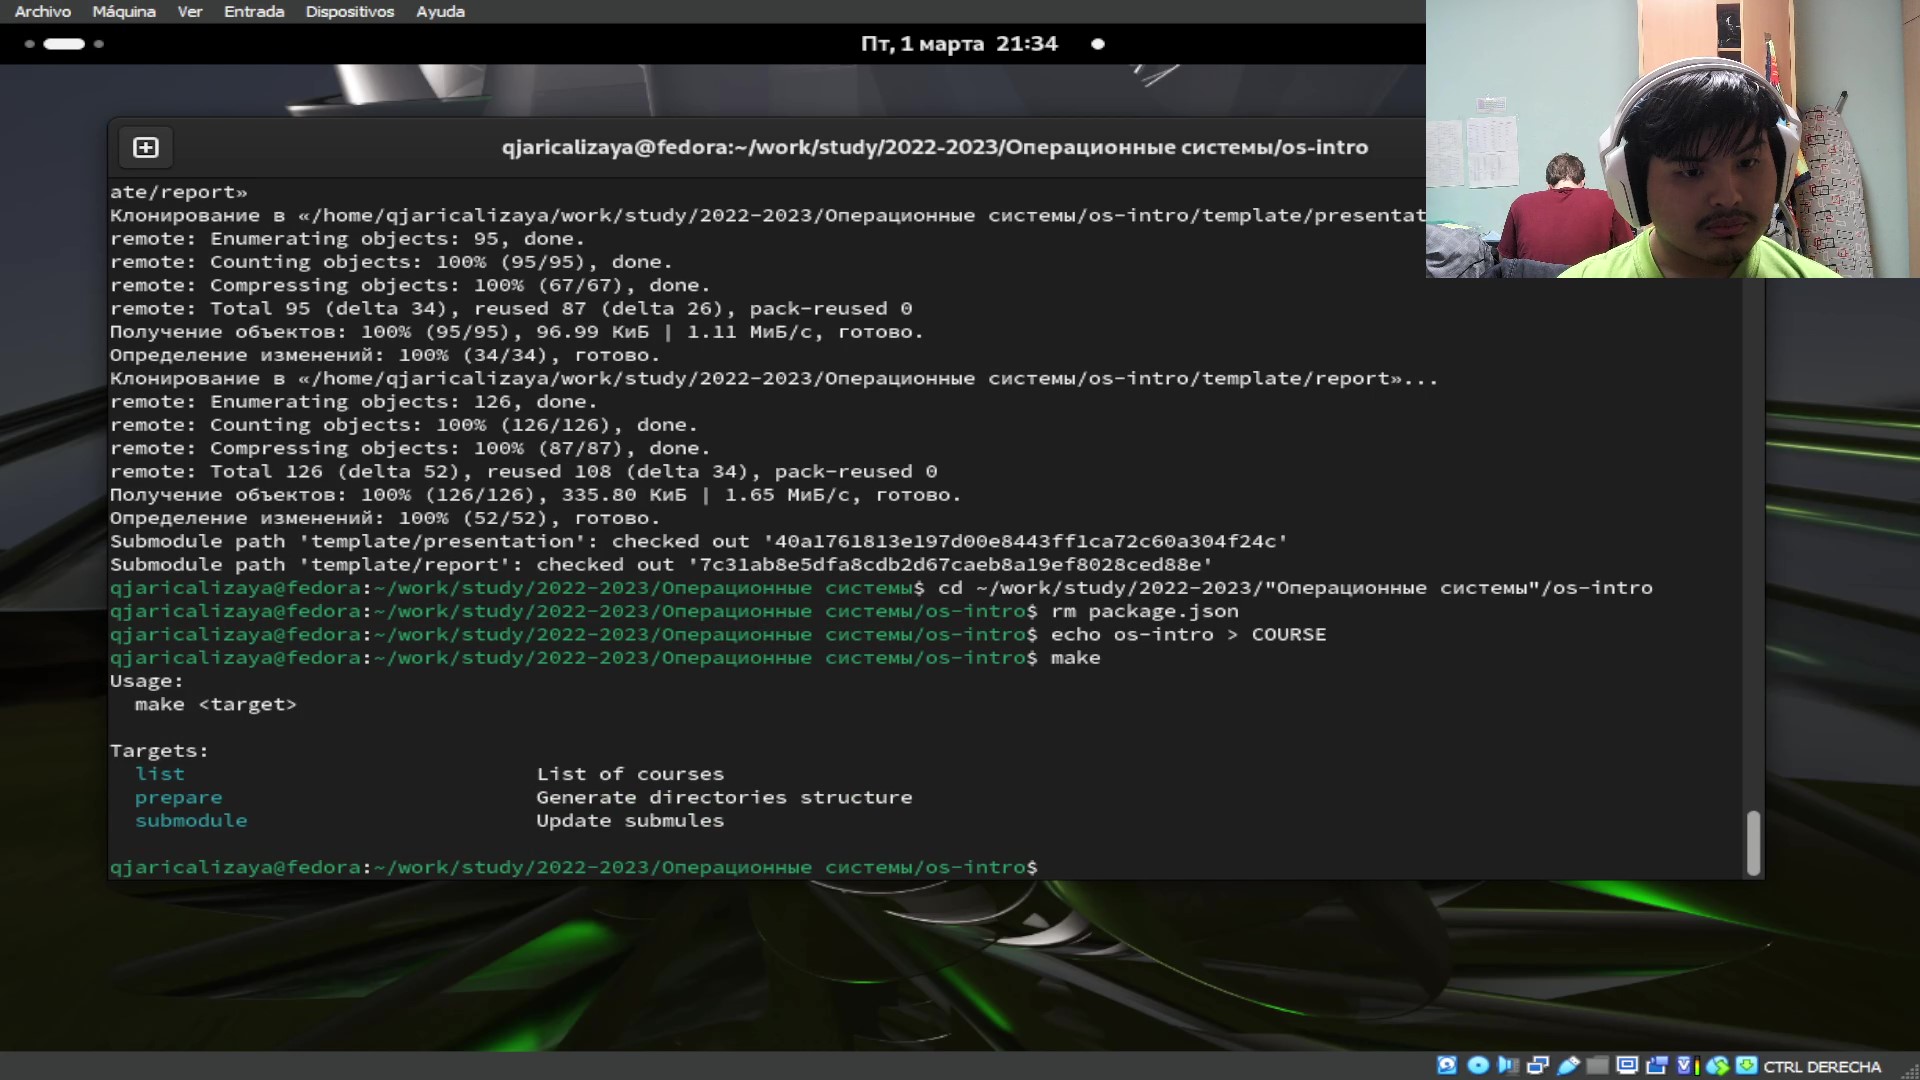 Archivo Máquina Ver Entrada Dispositivos Ayuda
Пт, 1 марта 21:34
qjaricalizaya@fedora:~/work/study/2022-2023/Операционные системы/os-intro
ate/report»
Клонирование в «/home/qjaricalizaya/work/study/2022-2023/Операционные системы/os-intro/template/presentat
remote: Enumerating objects: 95, done.
remote: Counting objects: 100% (95/95), done.
remote: Compressing objects: 100% (67/67), done.
remote: Total 95 (delta 34), reused 87 (delta 26), pack-reused 0
Получение объектов: 100% (95/95), 96.99 КиБ | 1.11 МиБ/с, готово.
Определение изменений: 100% (34/34), готово.
Клонирование в «/home/qjaricalizaya/work/study/2022-2023/Операционные системы/os-intro/template/report»...
remote: Enumerating objects: 126, done.
remote: Counting objects: 100% (126/126), done.
remote: Compressing objects: 100% (87/87), done.
remote: Total 126 (delta 52), reused 108 (delta 34), pack-reused 0
Получение объектов: 100% (126/126), 335.80 КиБ | 1.65 МиБ/с, готово.
Определение изменений: 100% (52/52), готово.
Submodule path 'template/presentation': checked out '40a1761813e197d00e8443ff1ca72c60a304f24c'
Submodule path 'template/report': checked out '7c31ab8e5dfa8cdb2d67caeb8a19ef8028ced88e'
qjaricalizaya@fedora:~/work/study/2022-2023/Операционные системы$ cd ~/work/study/2022-2023/"Операционные системы"/os-intro
qjaricalizaya@fedora:~/work/study/2022-2023/Операционные системы/os-intro$ rm package.json
qjaricalizaya@fedora:~/work/study/2022-2023/Операционные системы/os-intro$ echo os-intro > COURSE
qjaricalizaya@fedora:~/work/study/2022-2023/Операционные системы/os-intro$ make
Usage:
make <target>
Targets:
list List of courses
prepare Generate directories structure
submodule Update submules
qjaricalizaya@fedora:~/work/study/2022-2023/Операционные системы/os-intro$
CTRL DERECHA